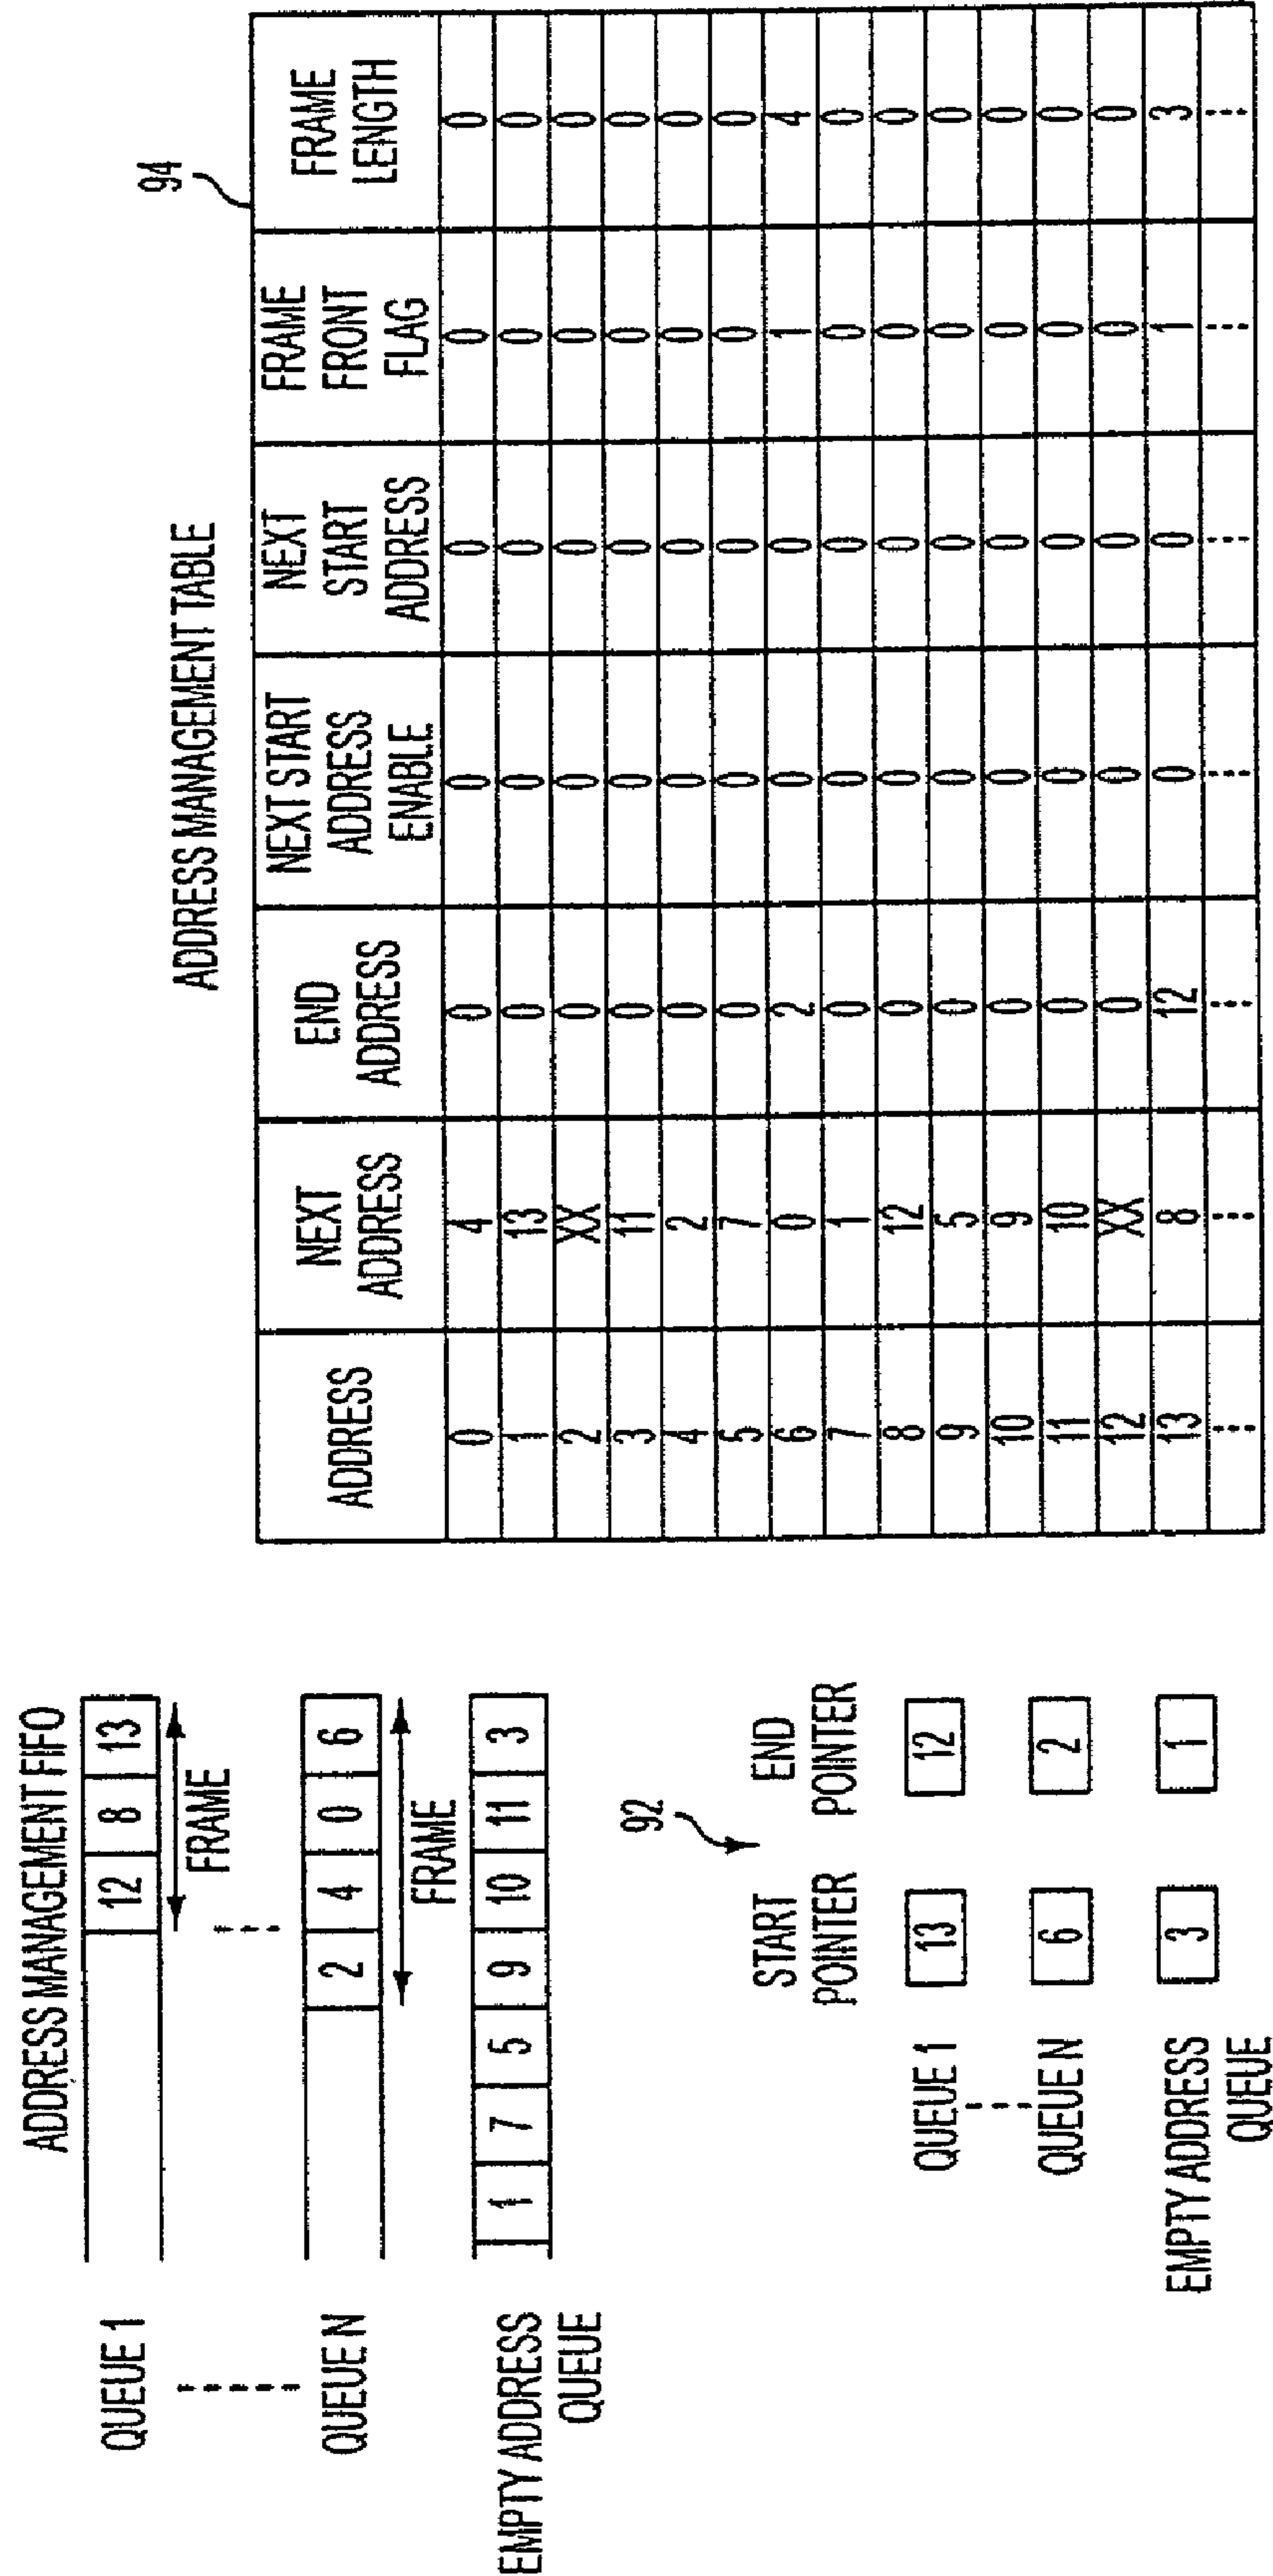 ADDRESS MANAGEMENT FIFO
QUEUE 1
12 8 13
FRAME
QUEUE N
2 4 0 6
FRAME
EMPTY ADDRESS
QUEUE
1 7 5 9 10 11 3
92
START
POINTER
END
POINTER
QUEUE 1 13 12
QUEUE N 6 2
EMPTY ADDRESS
QUEUE
3 1
ADDRESS MANAGEMENT TABLE
94
ADDRESS
NEXT
ADDRESS
END
ADDRESS
NEXT START
ADDRESS
ENABLE
NEXT
START
ADDRESS
FRAME
FRONT
FLAG
FRAME
LENGTH
0 4 0 0 0 0 0
1 13 0 0 0 0 0
2 XX 0 0 0 0 0
3 11 0 0 0 0 0
4 2 0 0 0 0 0
5 7 0 0 0 0 0
6 0 2 0 0 1 4
7 1 0 0 0 0 0
8 12 0 0 0 0 0
9 5 0 0 0 0 0
10 9 0 0 0 0 0
11 10 0 0 0 0 0
12 XX 0 0 0 0 0
13 8 12 0 0 1 3